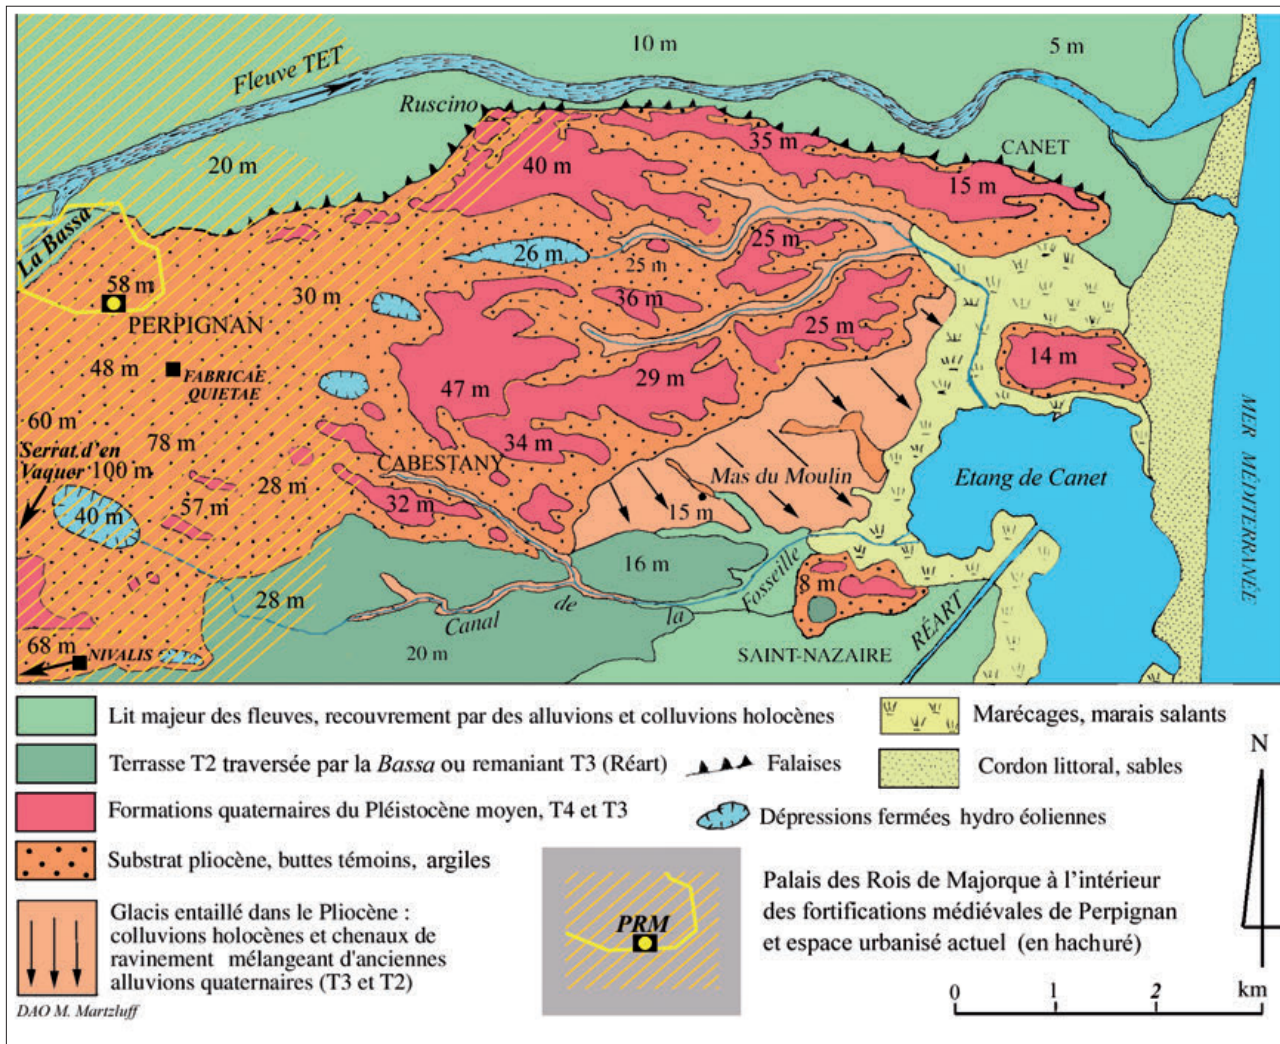 10 m
5 m
Fleuve TET
Ruscino
35 m
CANET
20 m
40 m
15 m
La Bassa
25 m
26 m
25 m
58 m
30 m
36 m
PERPIGNAN
25 m
14 m
48 m
FABRICAE
QUIETAE
29 m
47 m
60 m
78 m
34 m
Serrat d'en
Vaquer
100 m
CABESTANY
28 m
Mas du Moulin
Etang de Canet
MER MÉDITERRANÉE
40 m
57 m
32 m
15 m
16 m
8 m
28 m
Canal de la Fosseille
RÉART
68 m
NIVALIS
20 m
SAINT-NAZAIRE
Lit majeur des fleuves, recouvrement par des alluvions et colluvions holocènes
Marécages, marais salants
Terrasse T2 traversée par la Bassa ou remaniant T3 (Réart)
Falaises
Cordon littoral, sables
N
Formations quaternaires du Pléistocène moyen, T4 et T3
Dépressions fermées hydro éoliennes
Substrat pliocène, buttes témoins, argiles
Glacis entaillé dans le Pliocène :
colluvions holocènes et chenaux de
ravinement mélangeant d'anciennes
alluvions quaternaires (T3 et T2)
PRM
Palais des Rois de Majorque à l'intérieur
des fortifications médiévales de Perpignan
et espace urbanisé actuel (en hachuré)
0 1 2 km
DAO M. Martzluff